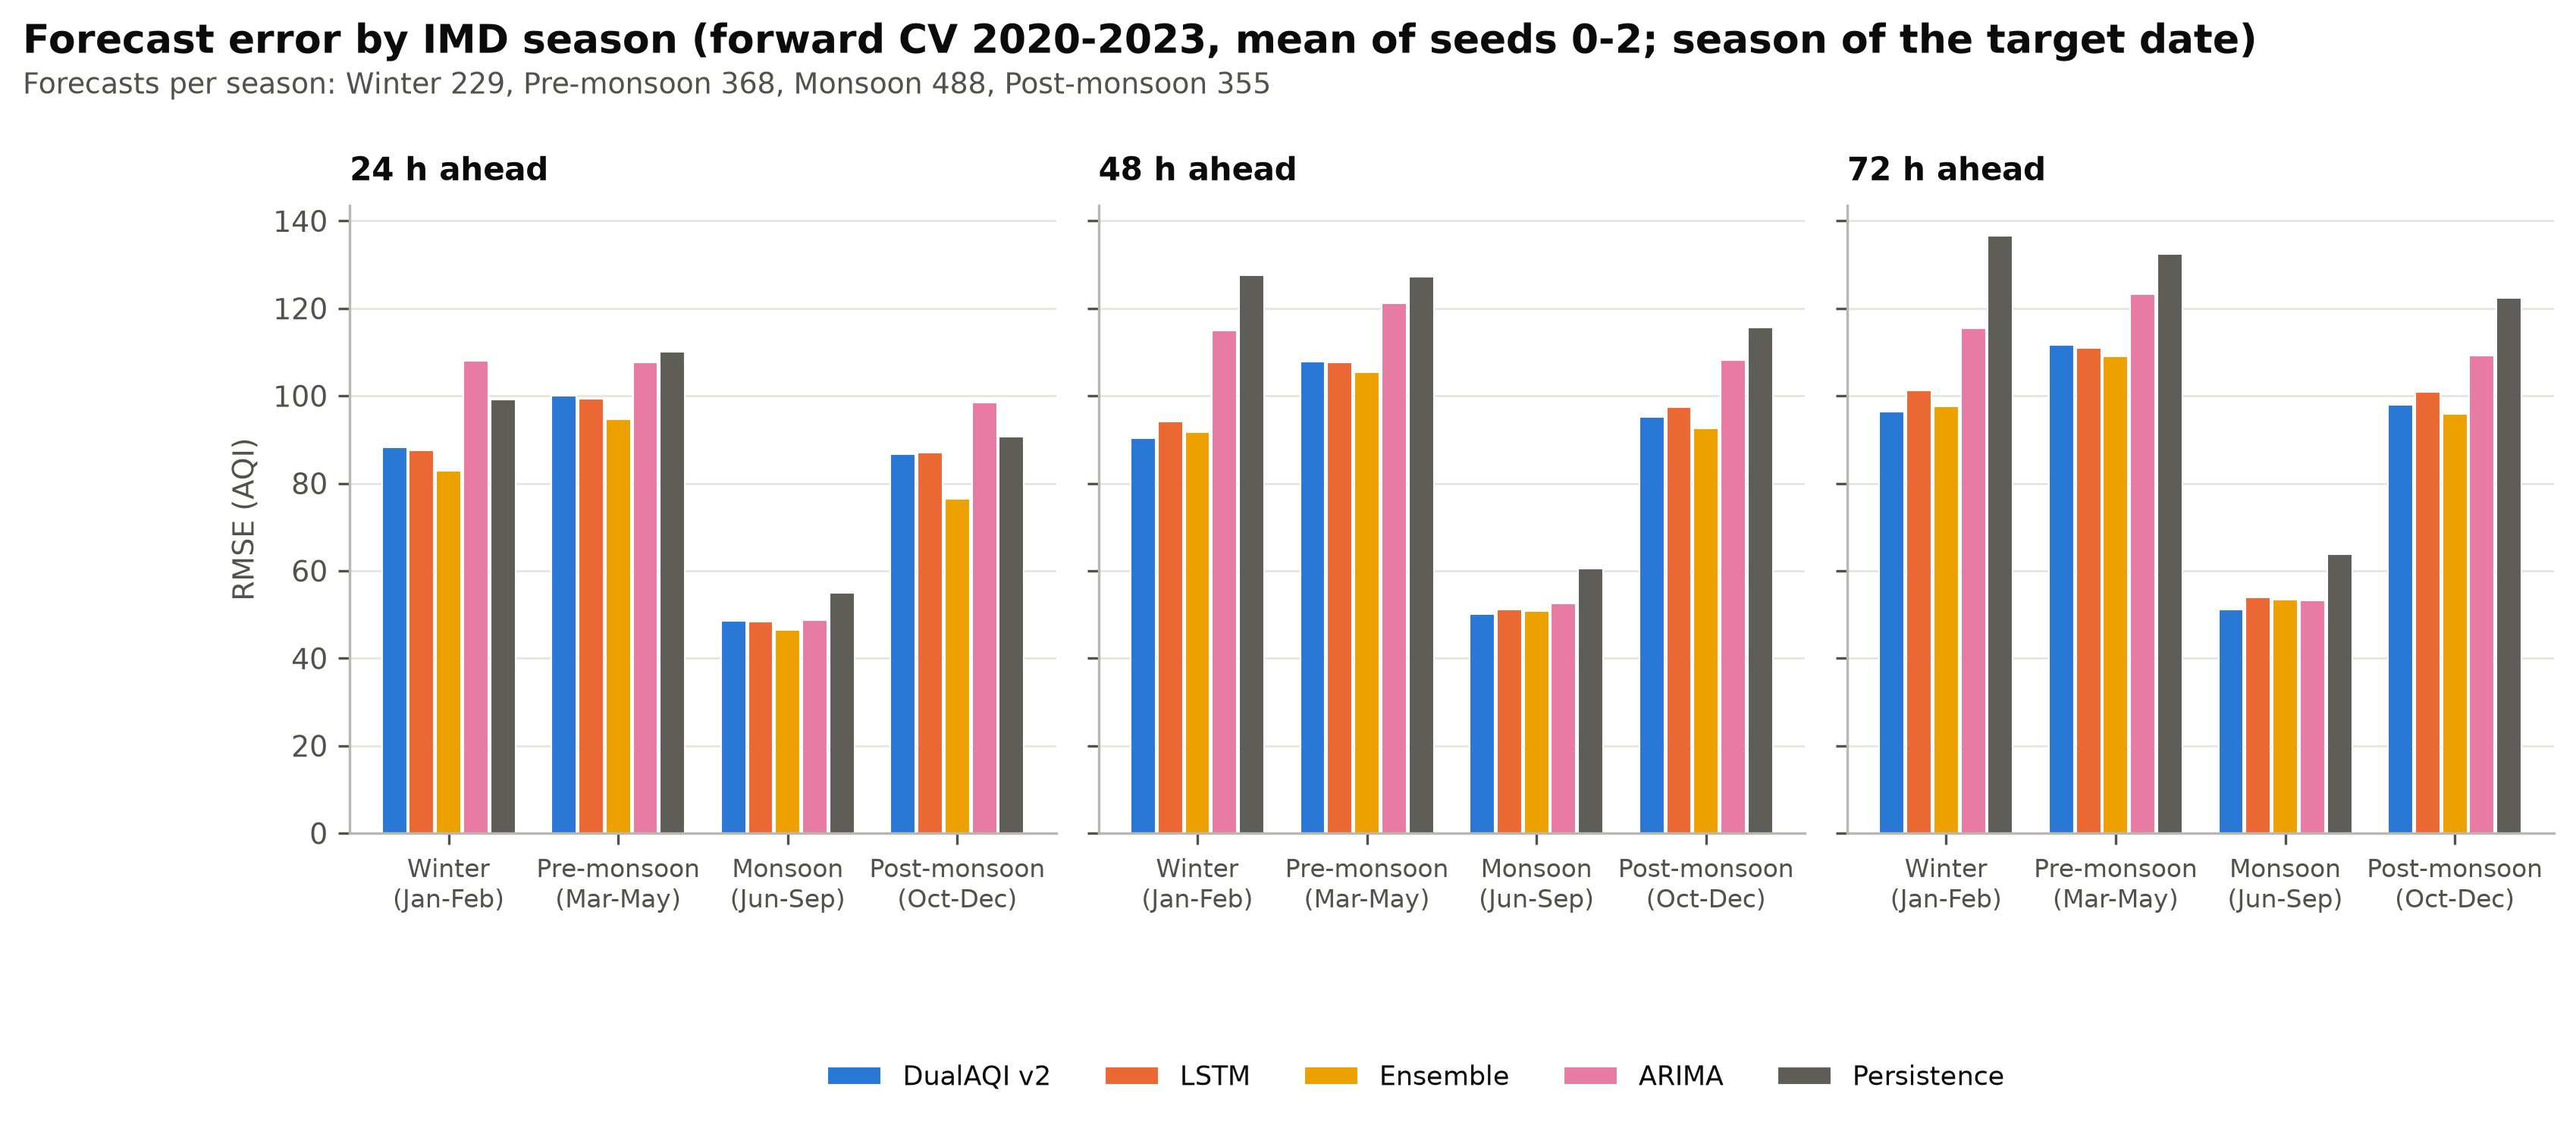 Forecast error by IMD season (forward CV 2020-2023, mean of seeds 0-2; season of the target date)
Forecasts per season: Winter 229, Pre-monsoon 368, Monsoon 488, Post-monsoon 355
24 h ahead
48 h ahead
72 h ahead
RMSE (AQI)
140
120
100
80
60
40
20
0
Winter
(Jan-Feb)
Pre-monsoon
(Mar-May)
Monsoon
(Jun-Sep)
Post-monsoon
(Oct-Dec)
Winter
(Jan-Feb)
Pre-monsoon
(Mar-May)
Monsoon
(Jun-Sep)
Post-monsoon
(Oct-Dec)
Winter
(Jan-Feb)
Pre-monsoon
(Mar-May)
Monsoon
(Jun-Sep)
Post-monsoon
(Oct-Dec)
DualAQI v2
LSTM
Ensemble
ARIMA
Persistence